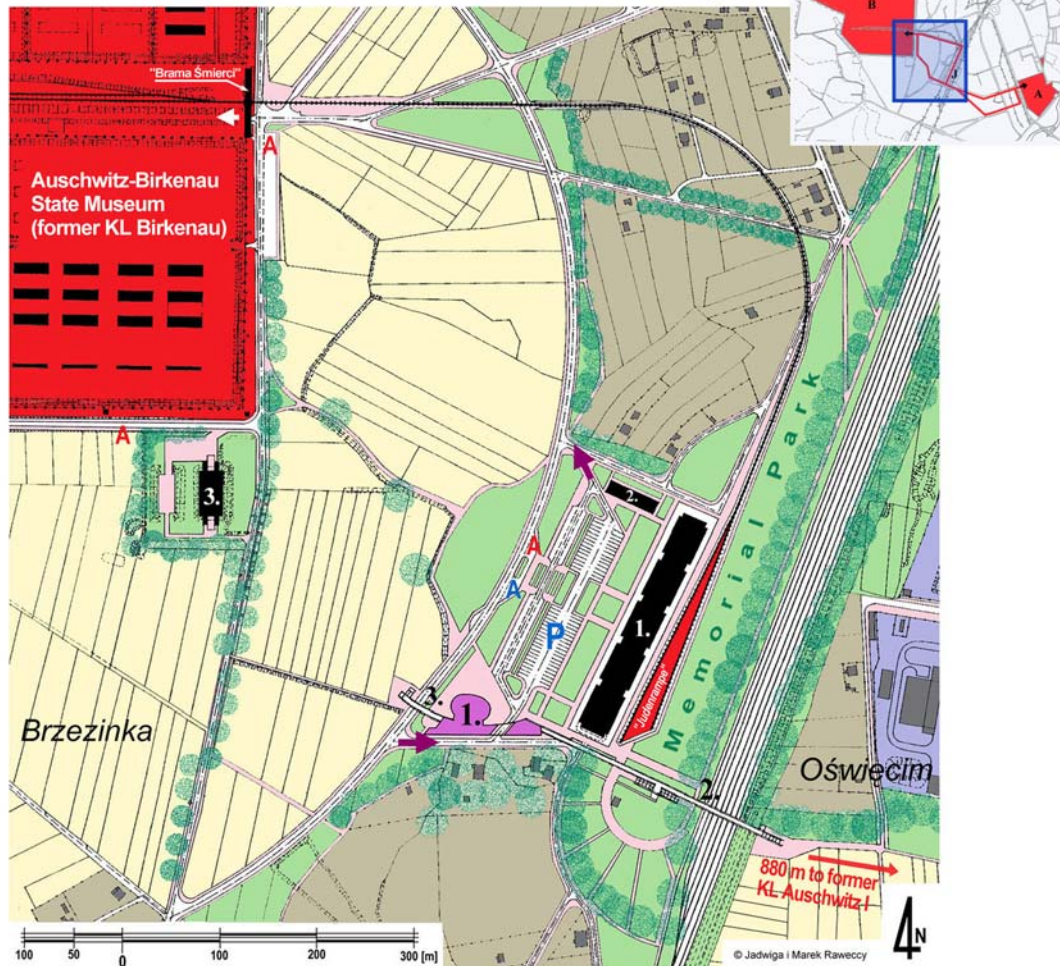 B
A
"Brama Śmierci"
A
Auschwitz-Birkenau
State Museum
(former KL Birkenau)
A
3.
2.
A
A
P
1.
"Judenrampe"
Memorial Park
3.
1.
Brzezinka
Oświęcim
2.
880 m to former
KL Auschwitz I
N
100 50 0 100 200 300 [m]
© Jadwiga i Marek Raweccy